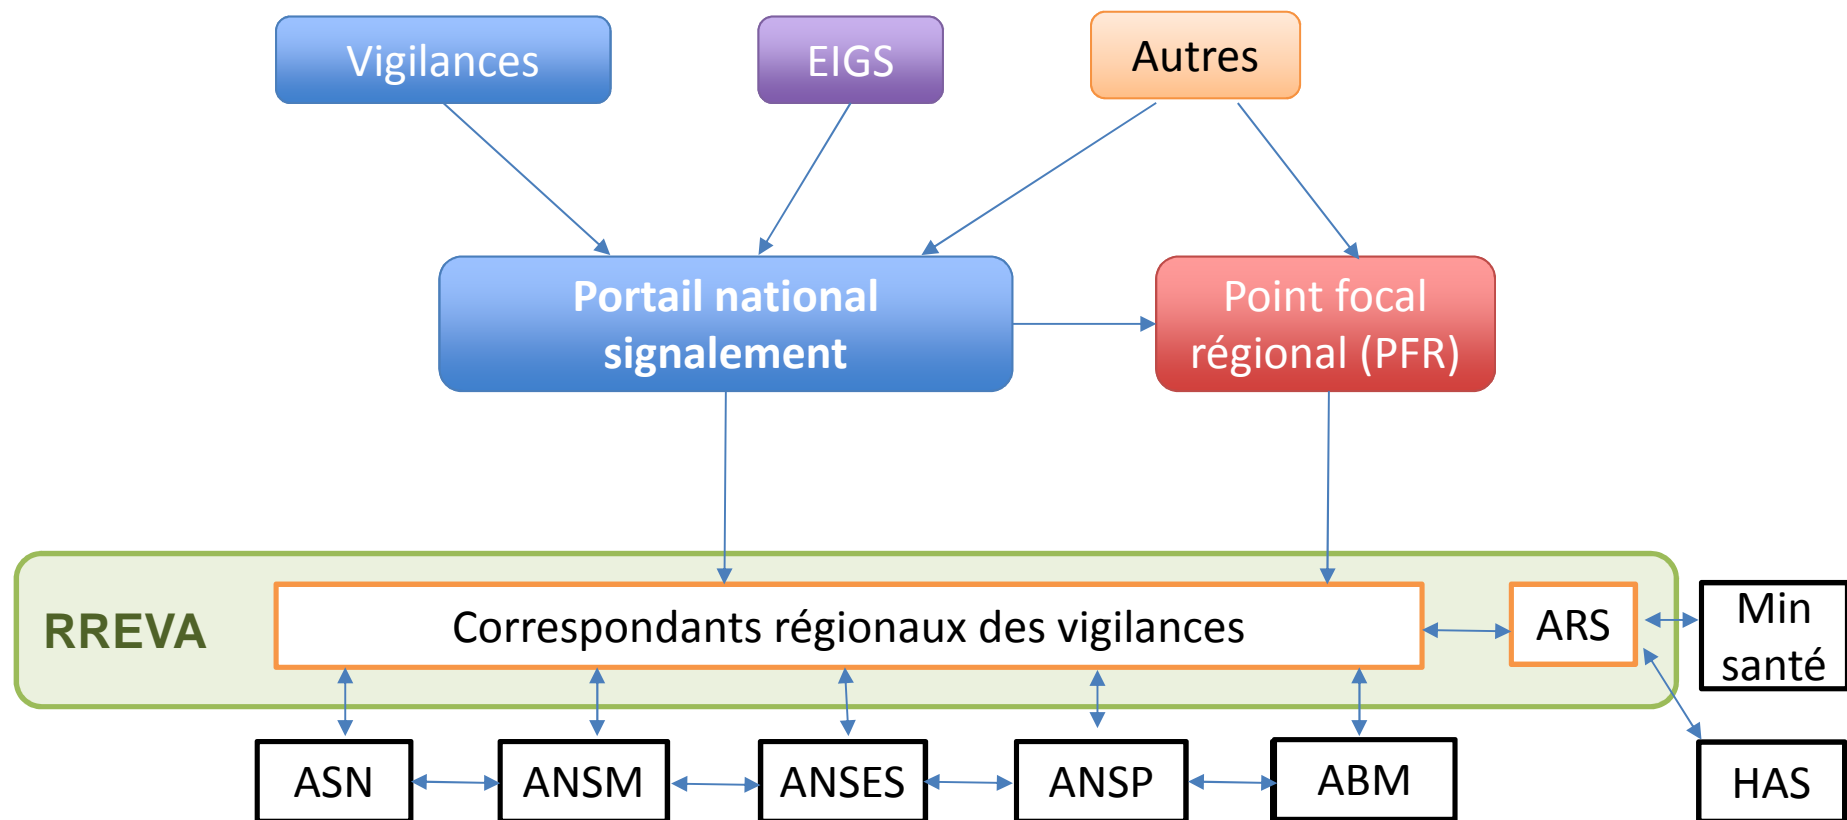 Vigilances
EIGS
Autres
Portail national
signalement
Point focal
régional (PFR)
RREVA
Correspondants régionaux des vigilances
ARS
Min
santé
ASN
ANSM
ANSES
ANSP
ABM
HAS